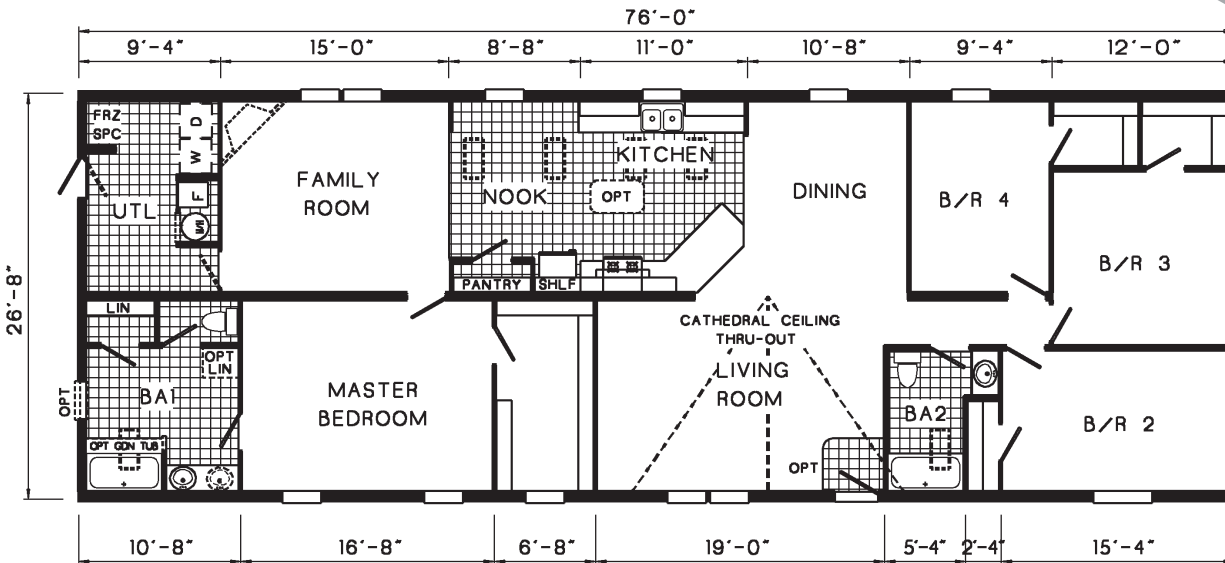 76'-0"
9'-4" 15'-0" 8'-8" 11'-0" 10'-8" 9'-4" 12'-0"
26'-8"
FRZ
SPC
D
W
F
W/H
UTL
FAMILY
ROOM
NOOK
KITCHEN
OPT
DINING
B/R 4
B/R 3
PANTRY
SHLF
LIN
OPT
LIN
OPT
BA1
OPT GDN TUB
MASTER
BEDROOM
CATHEDRAL CEILING
THRU-OUT
LIVING
ROOM
OPT
BA2
B/R 2
10'-8" 16'-8" 6'-8" 19'-0" 5'-4" 2'-4" 15'-4"